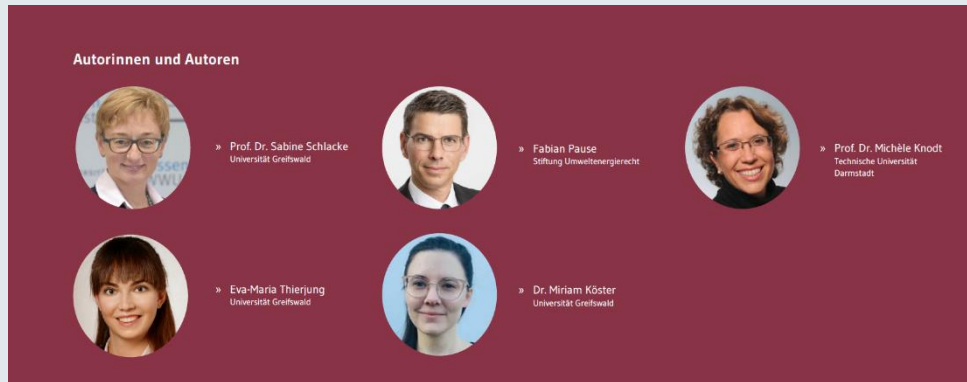 Autorinnen und Autoren
» Prof. Dr. Sabine Schlacke
Universität Greifswald
» Fabian Pause
Stiftung Umweltenergierecht
» Prof. Dr. Michèle Knodt
Technische Universität
Darmstadt
» Eva-Maria Thierjung
Universität Greifswald
» Dr. Miriam Köster
Universität Greifswald